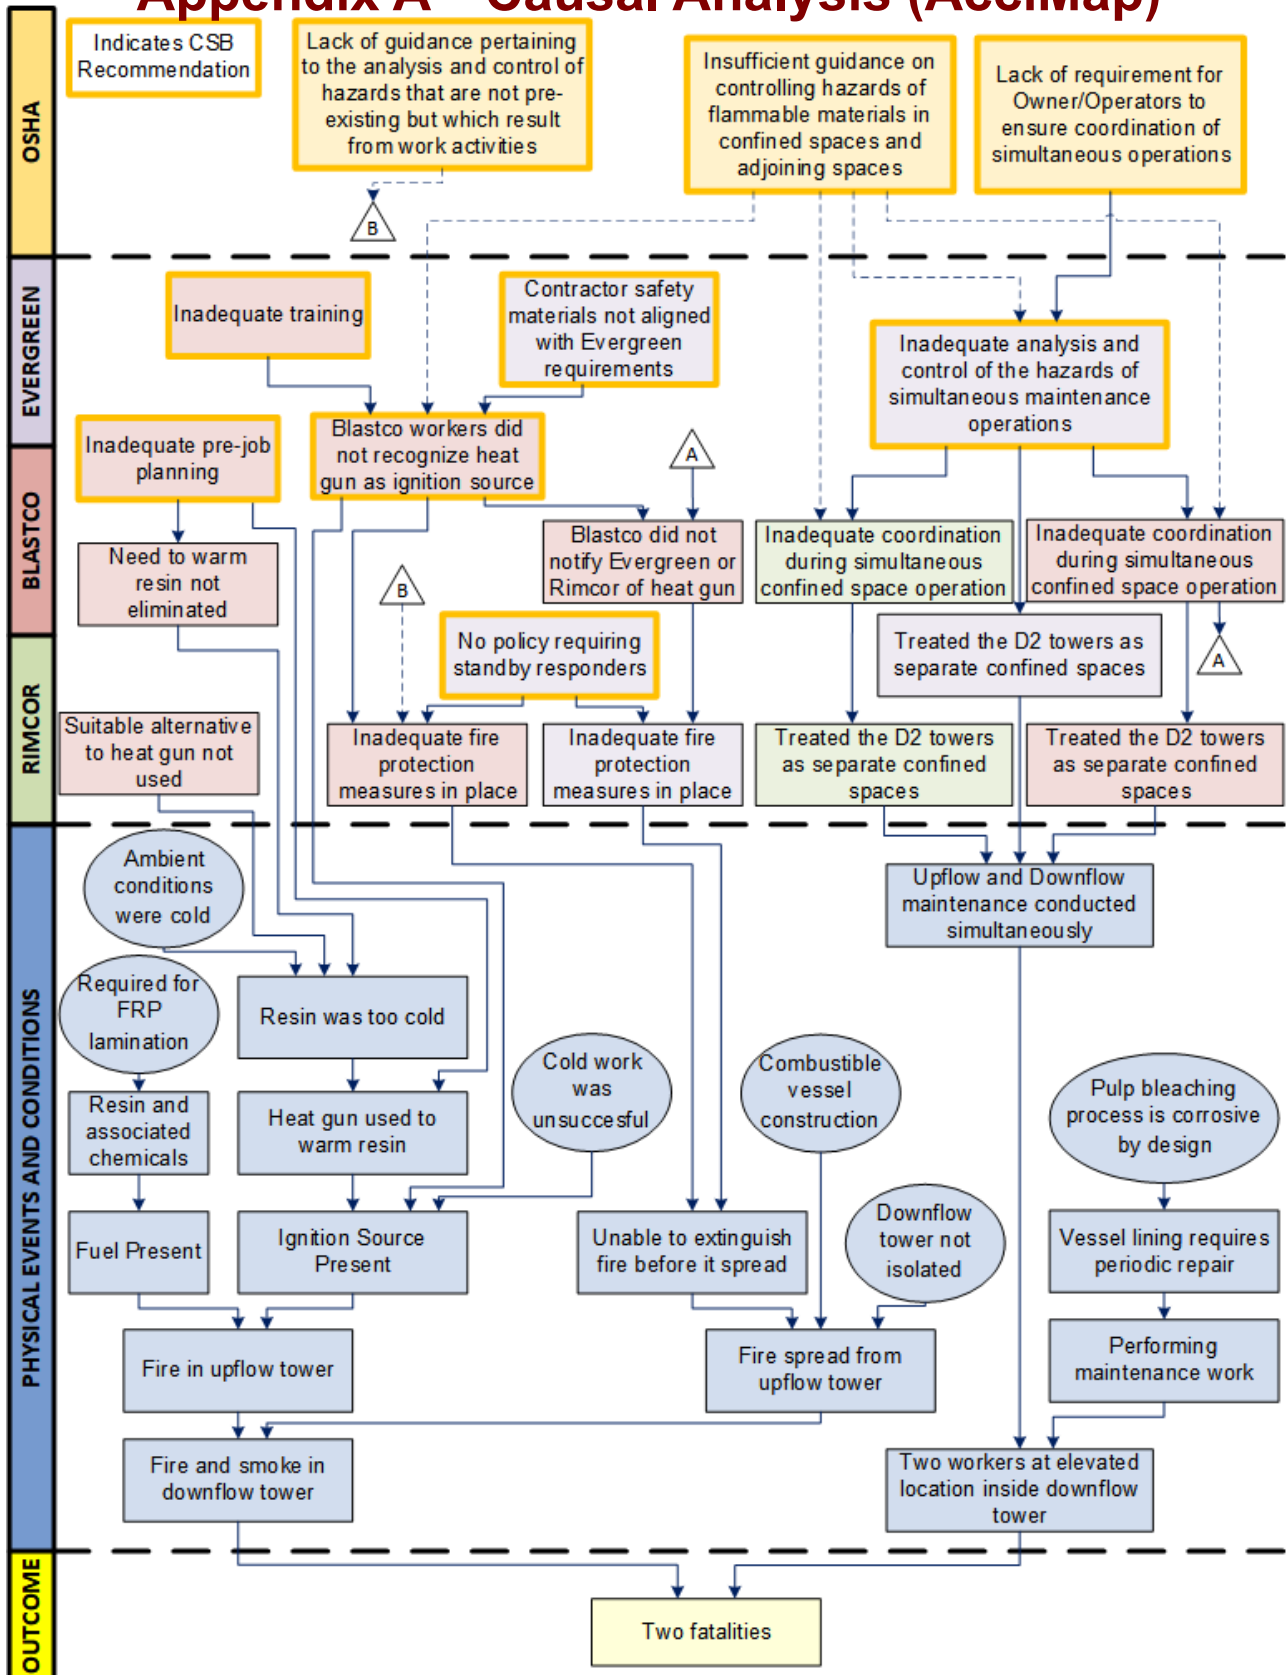 Appendix A – Causal Analysis (AcciMap)
OSHA
Indicates CSB
Recommendation
Lack of guidance pertaining
to the analysis and control of
hazards that are not pre-
existing but which result
from work activities
Insufficient guidance on
controlling hazards of
flammable materials in
confined spaces and
adjoining spaces
Lack of requirement for
Owner/Operators to
ensure coordination of
simultaneous operations
B
EVERGREEN
Inadequate training
Contractor safety
materials not aligned
with Evergreen
requirements
Inadequate analysis and
control of the hazards of
simultaneous maintenance
operations
Inadequate pre-job
planning
Blastco workers did
not recognize heat
gun as ignition source
A
BLASTCO
Need to warm
resin not
eliminated
Blastco did not
notify Evergreen or
Rimcor of heat gun
Inadequate coordination
during simultaneous
confined space operation
Inadequate coordination
during simultaneous
confined space operation
B
No policy requiring
standby responders
Treated the D2 towers as
separate confined spaces
A
RIMCOR
Suitable alternative
to heat gun not
used
Inadequate fire
protection
measures in place
Inadequate fire
protection
measures in place
Treated the D2 towers
as separate confined
spaces
Treated the D2 towers
as separate confined
spaces
PHYSICAL EVENTS AND CONDITIONS
Ambient
conditions
were cold
Upflow and Downflow
maintenance conducted
simultaneously
Required for
FRP
lamination
Resin was too cold
Cold work
was
unsuccesful
Combustible
vessel
construction
Pulp bleaching
process is corrosive
by design
Resin and
associated
chemicals
Heat gun used to
warm resin
Fuel Present
Ignition Source
Present
Unable to extinguish
fire before it spread
Downflow
tower not
isolated
Vessel lining requires
periodic repair
Fire in upflow tower
Fire spread from
upflow tower
Performing
maintenance work
Fire and smoke in
downflow tower
Two workers at elevated
location inside downflow
tower
OUTCOME
Two fatalities